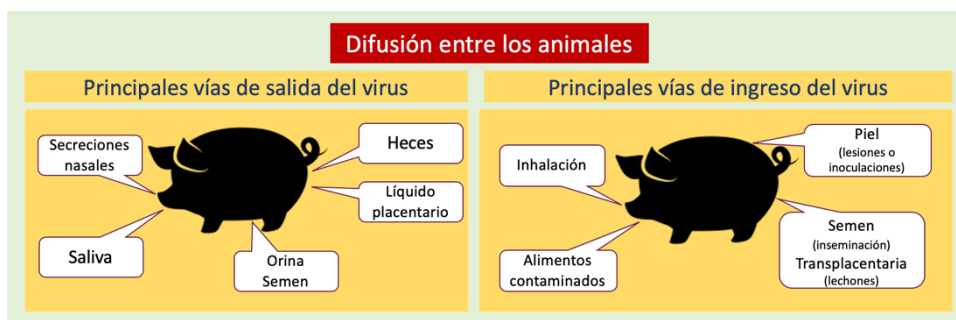 Difusión entre los animales
Principales vías de salida del virus
Secreciones
nasales
Heces
Líquido
placentario
Saliva
Orina
Semen
Principales vías de ingreso del virus
Inhalación
Piel
(lesiones o
inoculaciones)
Alimentos
contaminados
Semen
(inseminación)
Transplacentaria
(lechones)